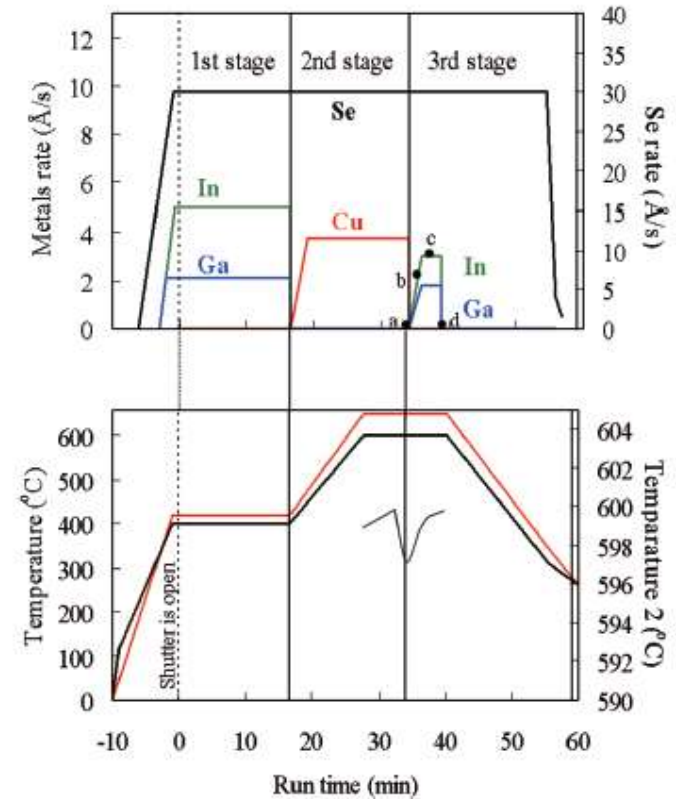 12
10
8
6
4
2
0
Metals rate (Å/s)
1st stage
2nd stage
3rd stage
Se
In
Ga
Cu
a
b
c
d
In
Ga
40
35
30
25
20
15
10
5
0
Se rate (Å/s)
600
500
400
300
200
100
0
Temperature (⁰C)
Shutter is open
604
602
600
598
596
594
592
590
Temparature 2 (⁰C)
-10 0 10 20 30 40 50 60
Run time (min)